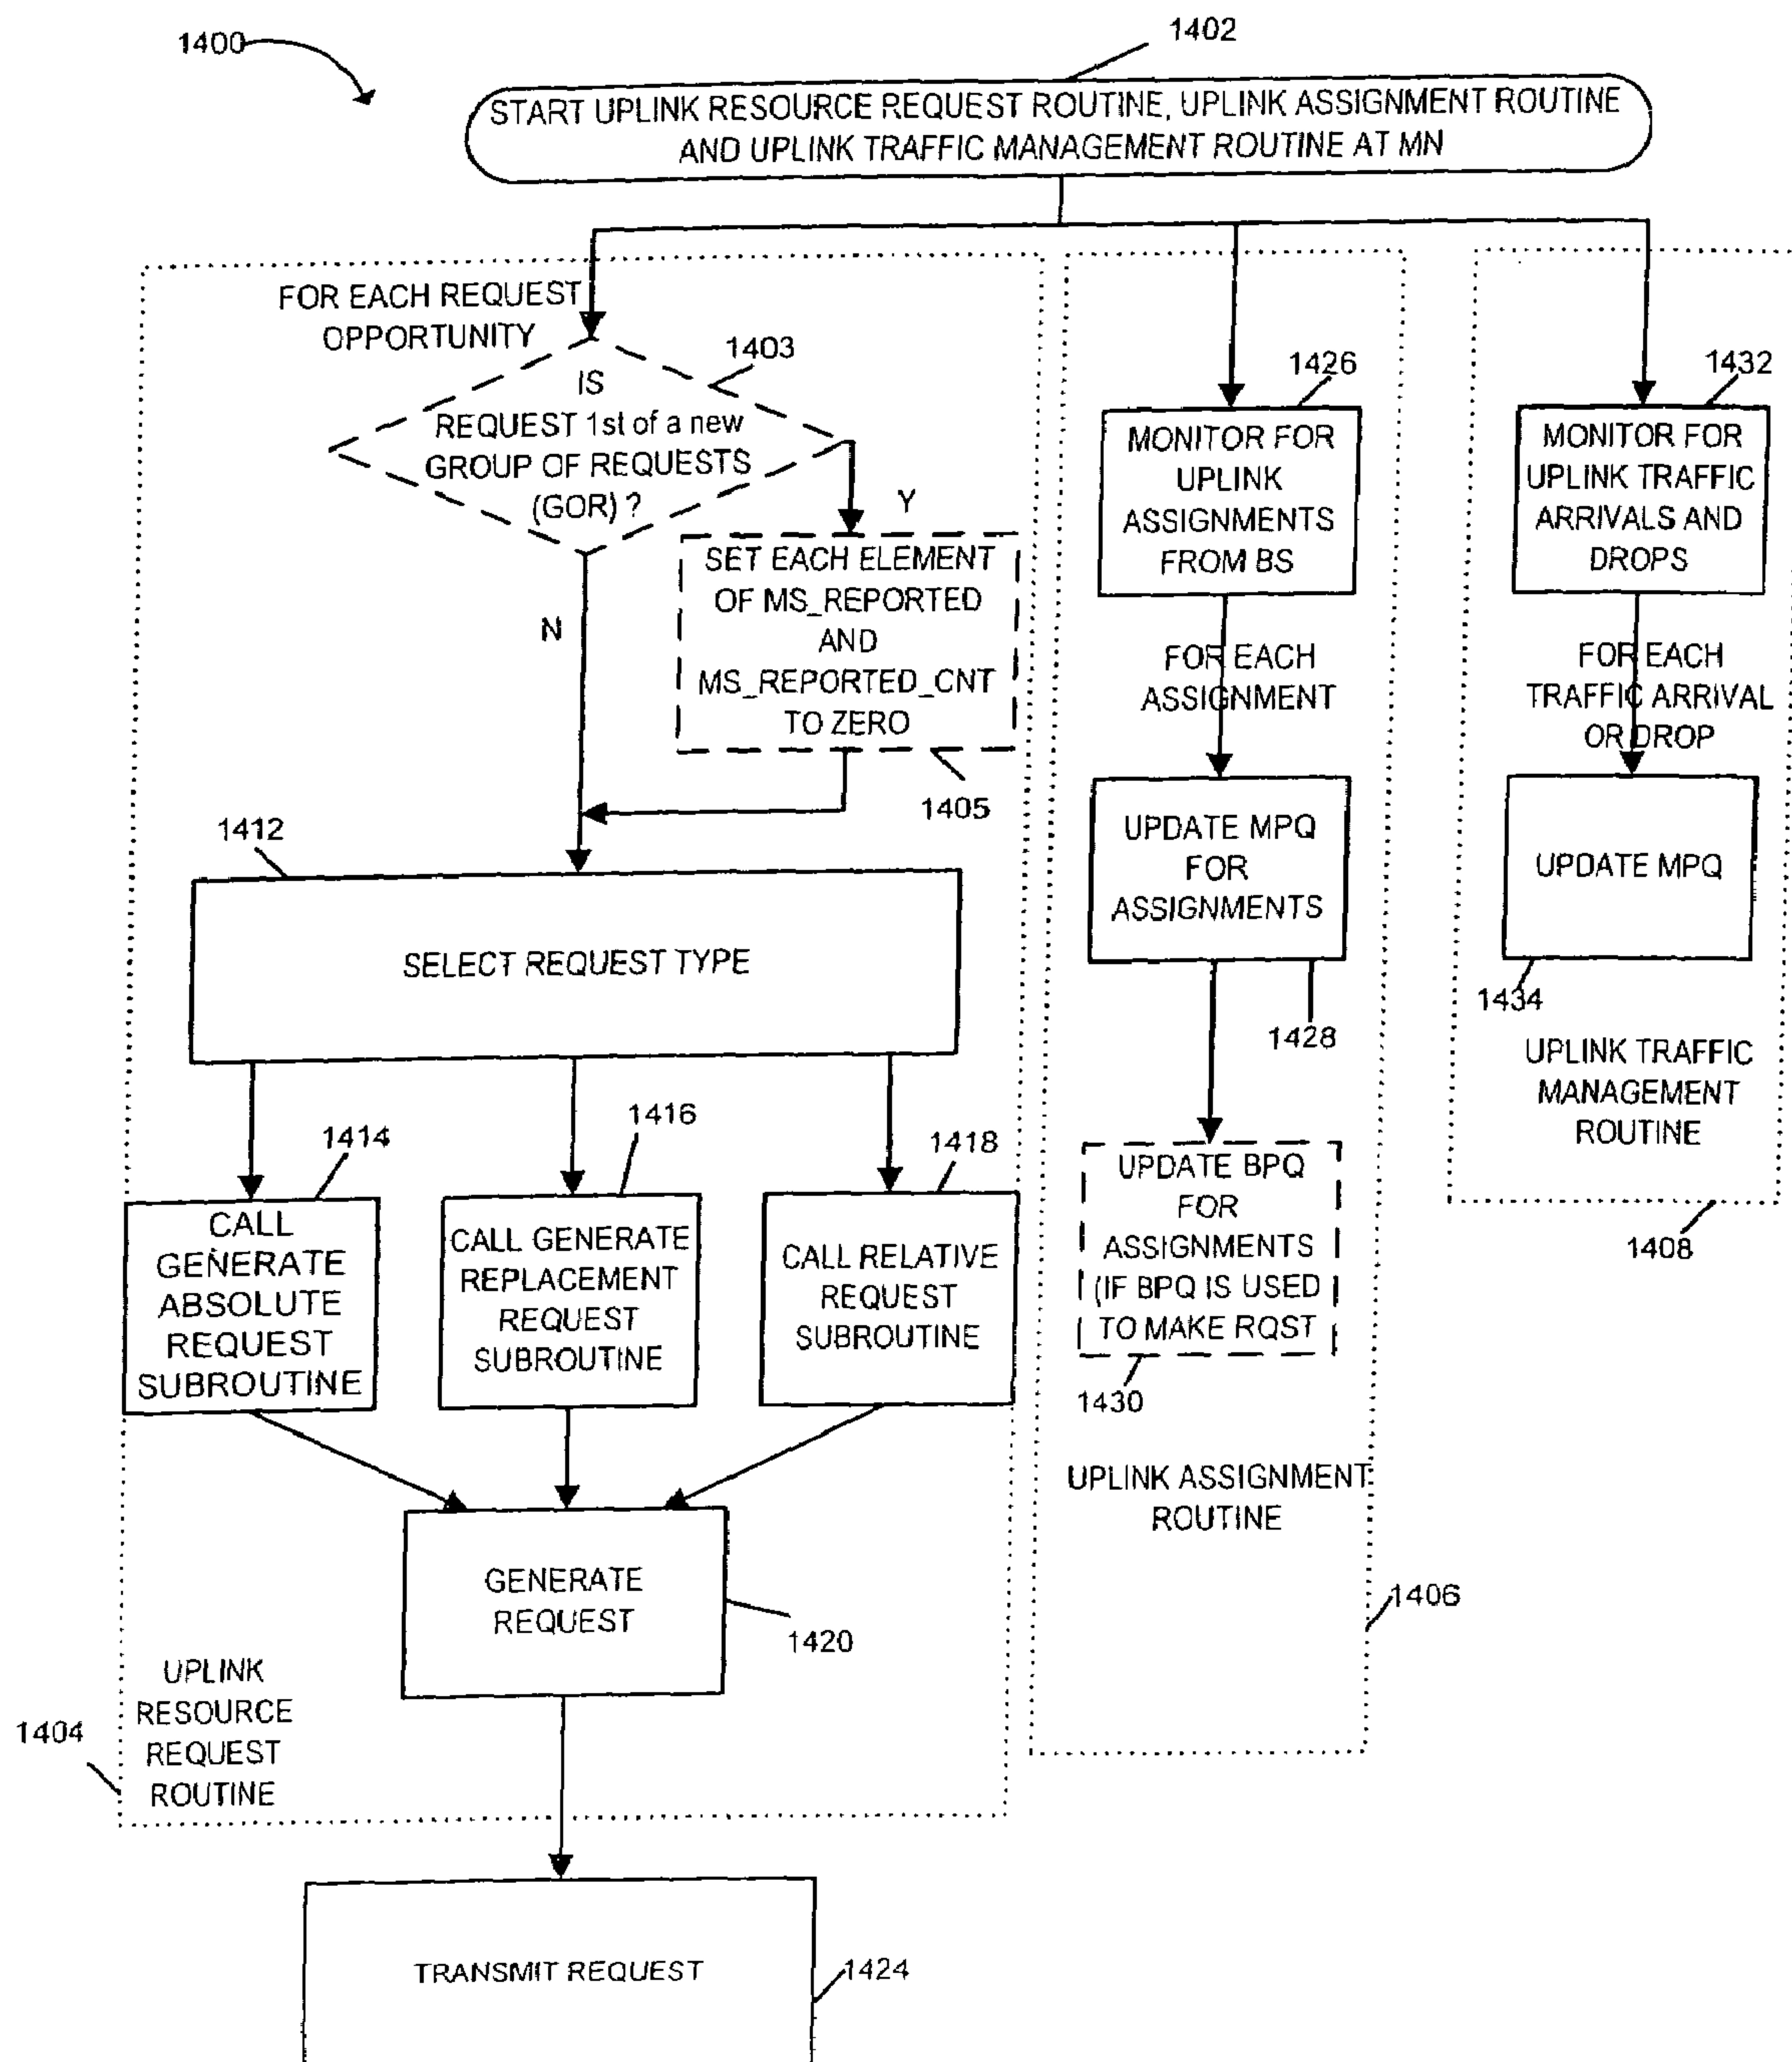 1400
1402
START UPLINK RESOURCE REQUEST ROUTINE, UPLINK ASSIGNMENT ROUTINE
AND UPLINK TRAFFIC MANAGEMENT ROUTINE AT MN
FOR EACH REQUEST
OPPORTUNITY
1403
IS
REQUEST 1st of a new
GROUP OF REQUESTS
(GOR) ?
Y
N
SET EACH ELEMENT
OF MS_REPORTED
AND
MS_REPORTED_CNT
TO ZERO
1405
1412
SELECT REQUEST TYPE
1414
CALL
GENERATE
ABSOLUTE
REQUEST
SUBROUTINE
1416
CALL GENERATE
REPLACEMENT
REQUEST
SUBROUTINE
1418
CALL RELATIVE
REQUEST
SUBROUTINE
GENERATE
REQUEST
1420
UPLINK
RESOURCE
REQUEST
ROUTINE
1404
TRANSMIT REQUEST
1424
1426
MONITOR FOR
UPLINK
ASSIGNMENTS
FROM BS
FOR EACH
ASSIGNMENT
UPDATE MPQ
FOR
ASSIGNMENTS
1428
UPDATE BPQ
FOR
ASSIGNMENTS
(IF BPQ IS USED
TO MAKE RQST
1430
UPLINK ASSIGNMENT
ROUTINE
1406
1432
MONITOR FOR
UPLINK TRAFFIC
ARRIVALS AND
DROPS
FOR EACH
TRAFFIC ARRIVAL
OR DROP
UPDATE MPQ
1434
UPLINK TRAFFIC
MANAGEMENT
ROUTINE
1408